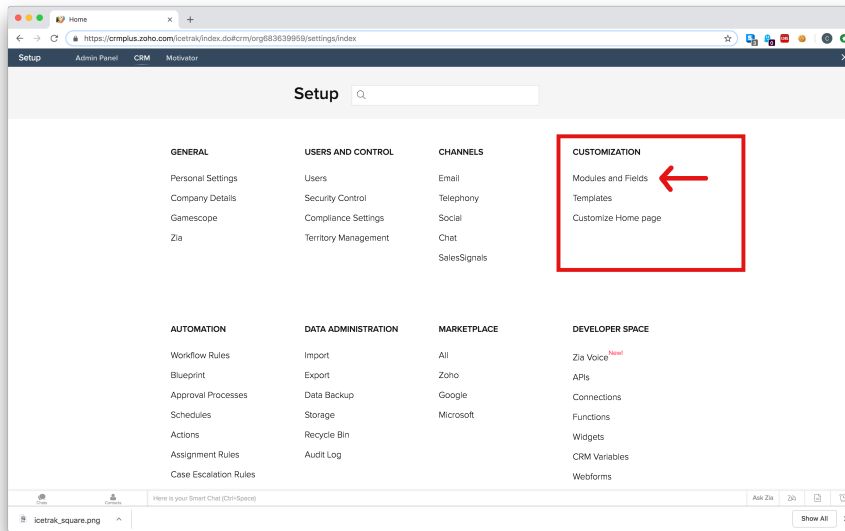 Home
https://crmplus.zoho.com/icetrak/index.do#crm/org683639959/settings/index
Setup Admin Panel CRM Motivator
Setup
GENERAL
Personal Settings
Company Details
Gamescope
Zia
USERS AND CONTROL
Users
Security Control
Compliance Settings
Territory Management
CHANNELS
Email
Telephony
Social
Chat
SalesSignals
CUSTOMIZATION
Modules and Fields
Templates
Customize Home page
AUTOMATION
Workflow Rules
Blueprint
Approval Processes
Schedules
Actions
Assignment Rules
Case Escalation Rules
DATA ADMINISTRATION
Import
Export
Data Backup
Storage
Recycle Bin
Audit Log
MARKETPLACE
All
Zoho
Google
Microsoft
DEVELOPER SPACE
Zia Voice New!
APIs
Connections
Functions
Widgets
CRM Variables
Webforms
Chats Contacts Here is your Smart Chat (Ctrl+Space) Ask Zia
icetrak_square.png Show All